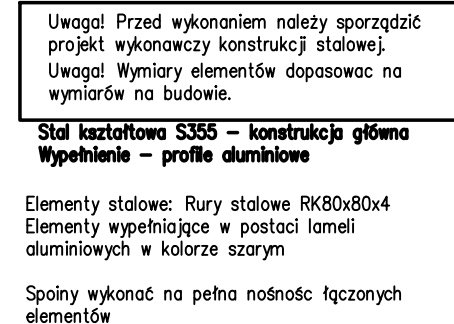 Uwaga! Przed wykonaniem należy sporządzić
projekt wykonawczy konstrukcji stalowej.
Uwaga! Wymiary elementów dopasowac na
wymiarów na budowie.
Stal kształtowa S355 – konstrukcja główna
Wypełnienie – profile aluminiowe
Elementy stalowe: Rury stalowe RK80x80x4
Elementy wypełniające w postaci lameli
aluminiowych w kolorze szarym
Spoiny wykonać na pełna nośnośc łączonych
elementów